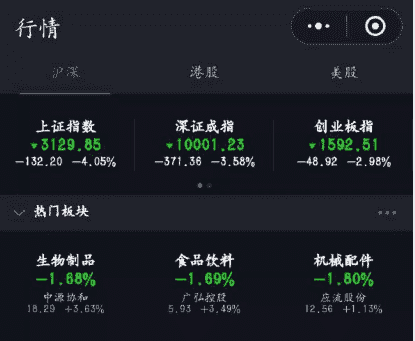 行情
沪深 港股 美股
上证指数 深证成指 创业板指
▼3129.85 ▼10001.23 ▼1592.51
-132.20 -4.05% -371.36 -3.58% -48.92 -2.98%
热门板块
生物制品 食品饮料 机械配件
-1.68% -1.69% -1.80%
中源协和 广弘控股 应流股份
18.29 +3.63% 5.93 +3.49% 12.56 +1.13%